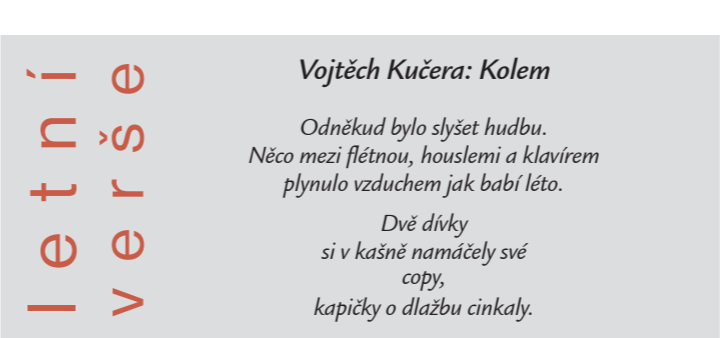 letní
verše
Vojtěch Kučera: Kolem
Odněkud bylo slyšet hudbu.
Něco mezi flétnou, houslemi a klavírem
plynulo vzduchem jak babí léto.
Dvě dívky
si v kašně namáčely své
copy,
kapičky o dlažbu cinkaly.